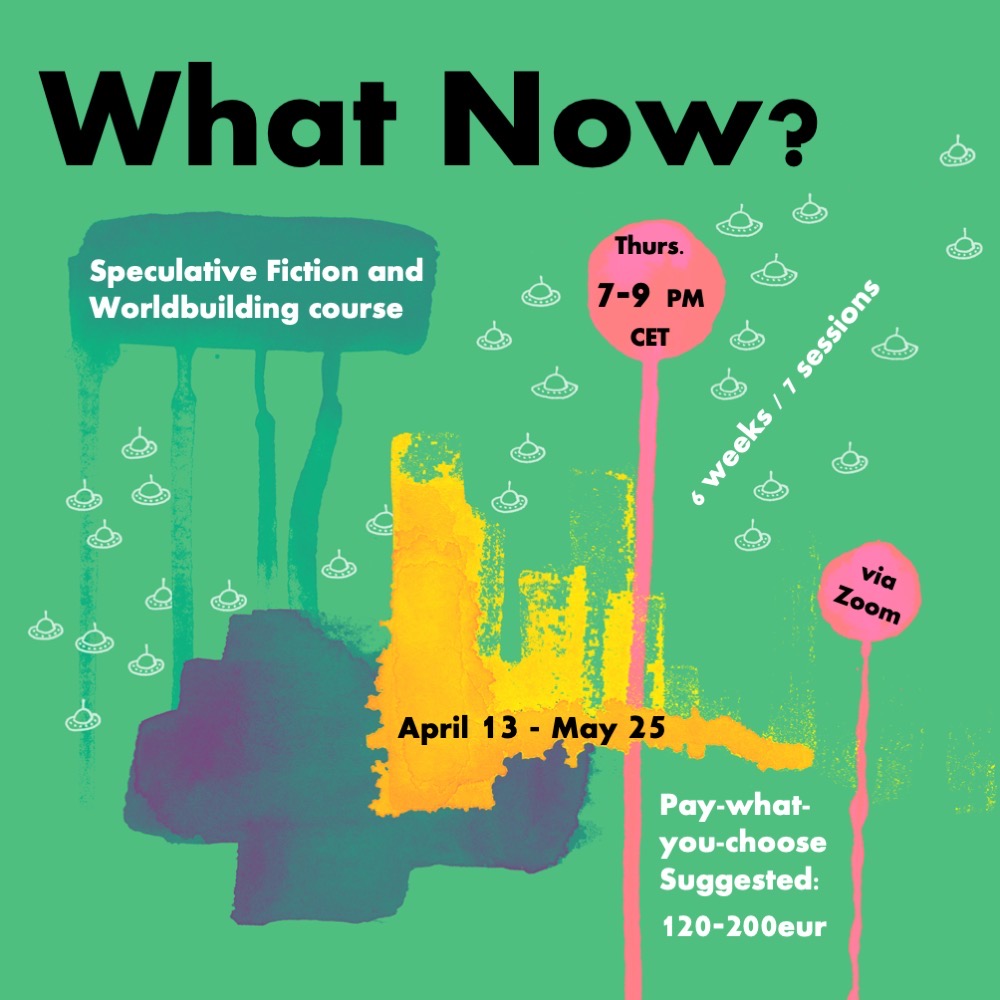 What Now?
Speculative Fiction and
Worldbuilding course
Thurs.
7-9 PM
CET
6 weeks / 7 sessions
via
Zoom
April 13 - May 25
Pay-what-
you-choose
Suggested:
120-200eur